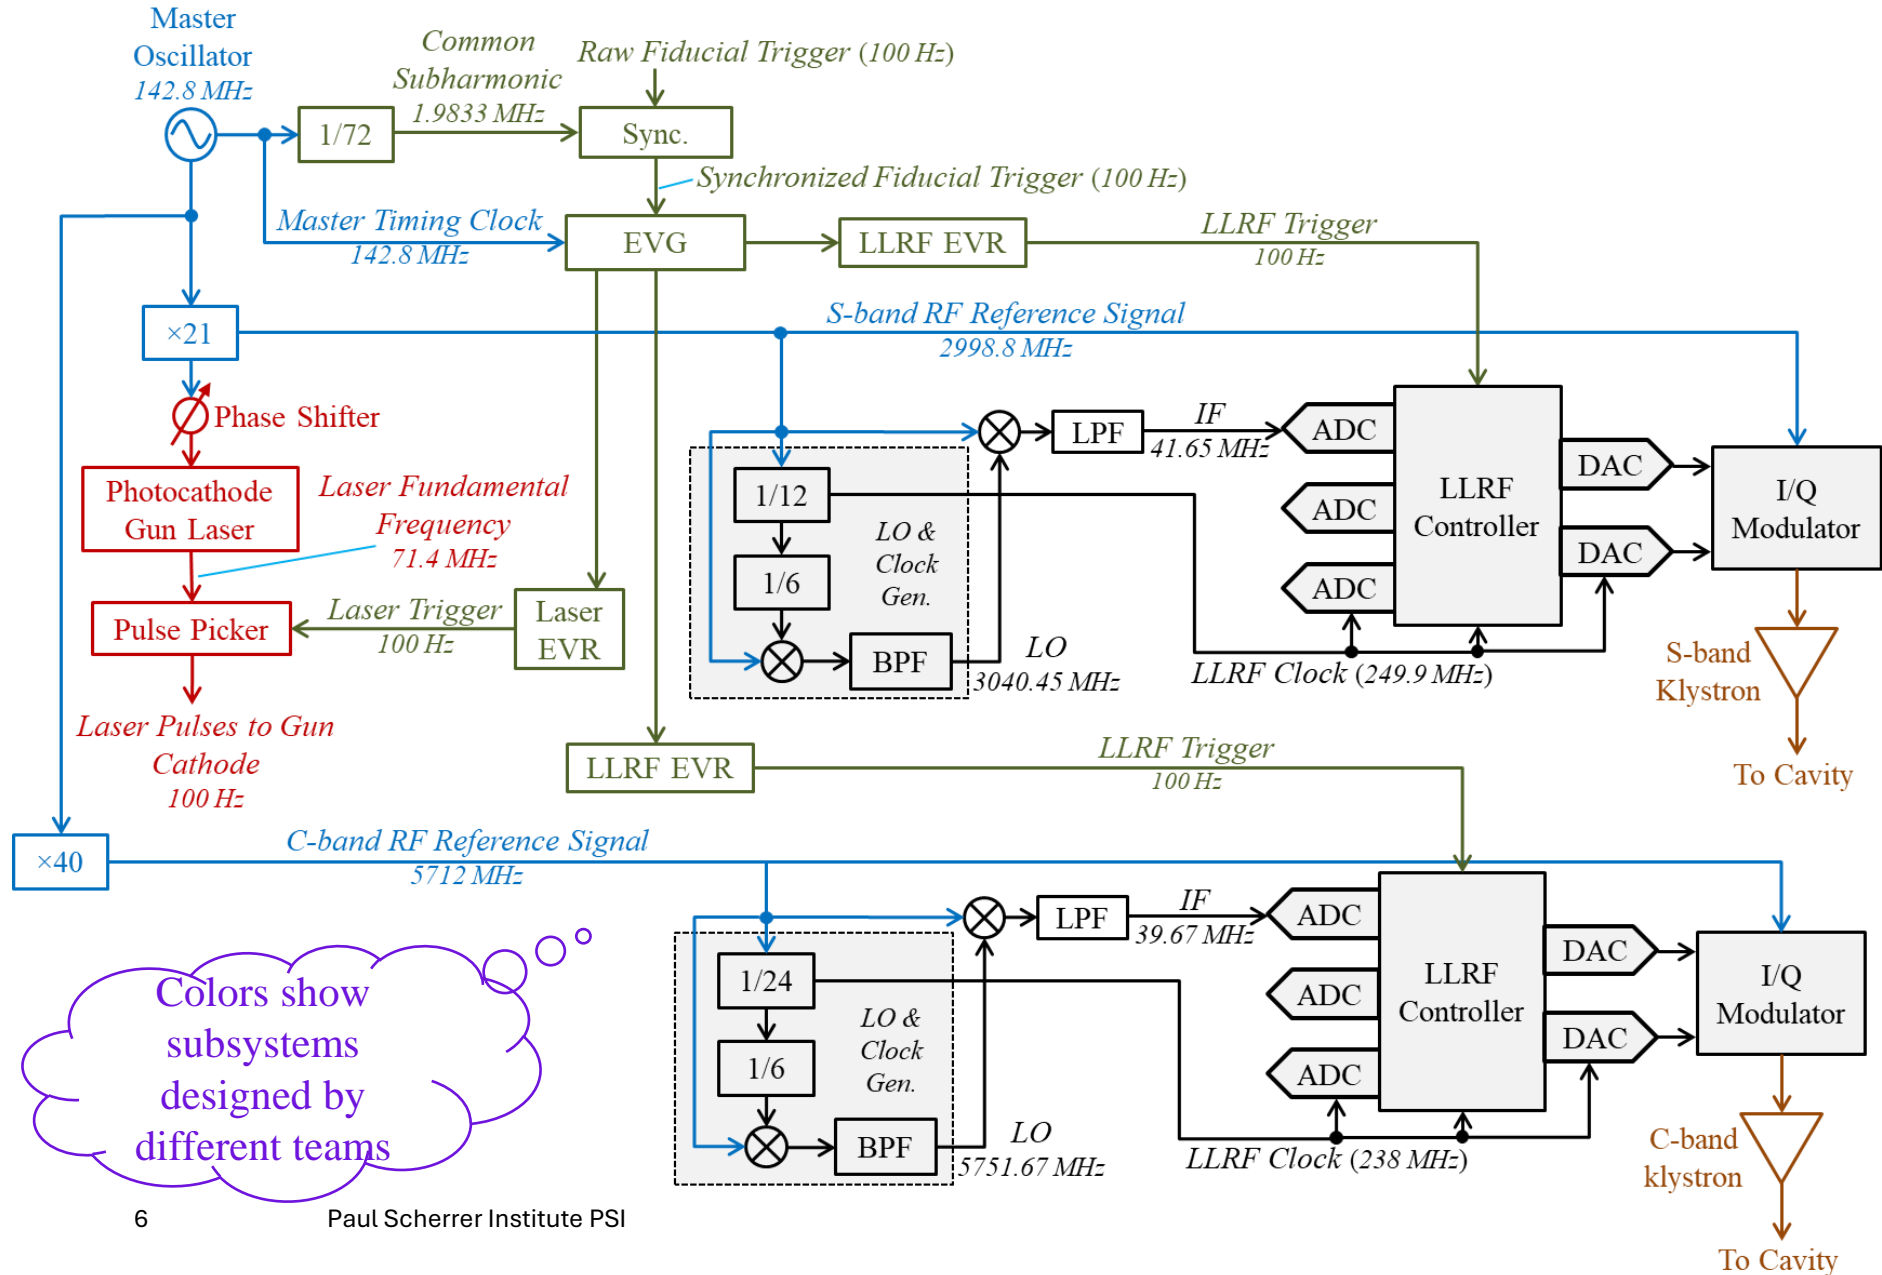 Master
Oscillator
142.8 MHz
Common
Subharmonic
1.9833 MHz
Raw Fiducial Trigger (100 Hz)
1/72
Sync.
Synchronized Fiducial Trigger (100 Hz)
Master Timing Clock
142.8 MHz
EVG
LLRF EVR
LLRF Trigger
100 Hz
×21
S-band RF Reference Signal
2998.8 MHz
Phase Shifter
Photocathode
Gun Laser
Laser Fundamental
Frequency
71.4 MHz
Pulse Picker
Laser Trigger
100 Hz
Laser
EVR
Laser Pulses to Gun
Cathode
100 Hz
LPF
IF
41.65 MHz
ADC
ADC
ADC
LLRF
Controller
DAC
DAC
I/Q
Modulator
1/12
1/6
LO &
Clock
Gen.
BPF
LO
3040.45 MHz
LLRF Clock (249.9 MHz)
S-band
Klystron
To Cavity
LLRF EVR
LLRF Trigger
100 Hz
×40
C-band RF Reference Signal
5712 MHz
LPF
IF
39.67 MHz
ADC
ADC
ADC
LLRF
Controller
DAC
DAC
I/Q
Modulator
1/24
1/6
LO &
Clock
Gen.
BPF
LO
5751.67 MHz
LLRF Clock (238 MHz)
C-band
klystron
To Cavity
Colors show
subsystems
designed by
different teams
6
Paul Scherrer Institute PSI